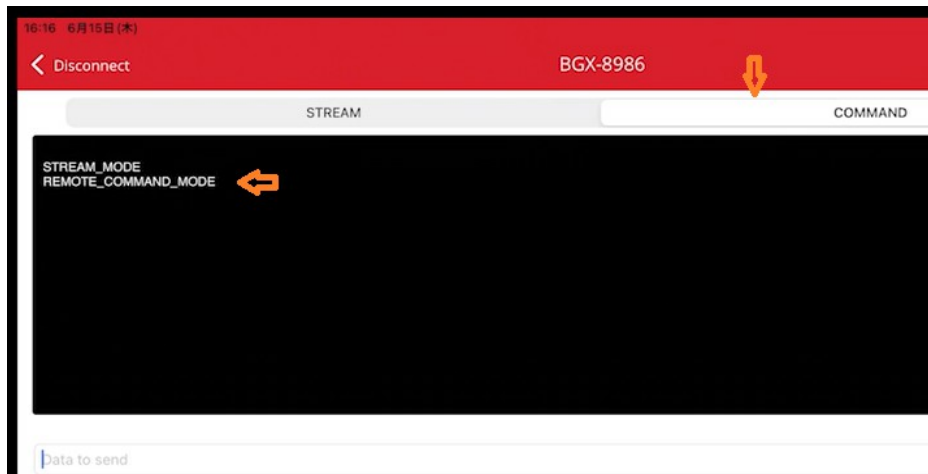 16:16 6月15日(木)
Disconnect
BGX-8986
STREAM
COMMAND
STREAM_MODE
REMOTE_COMMAND_MODE
Data to send